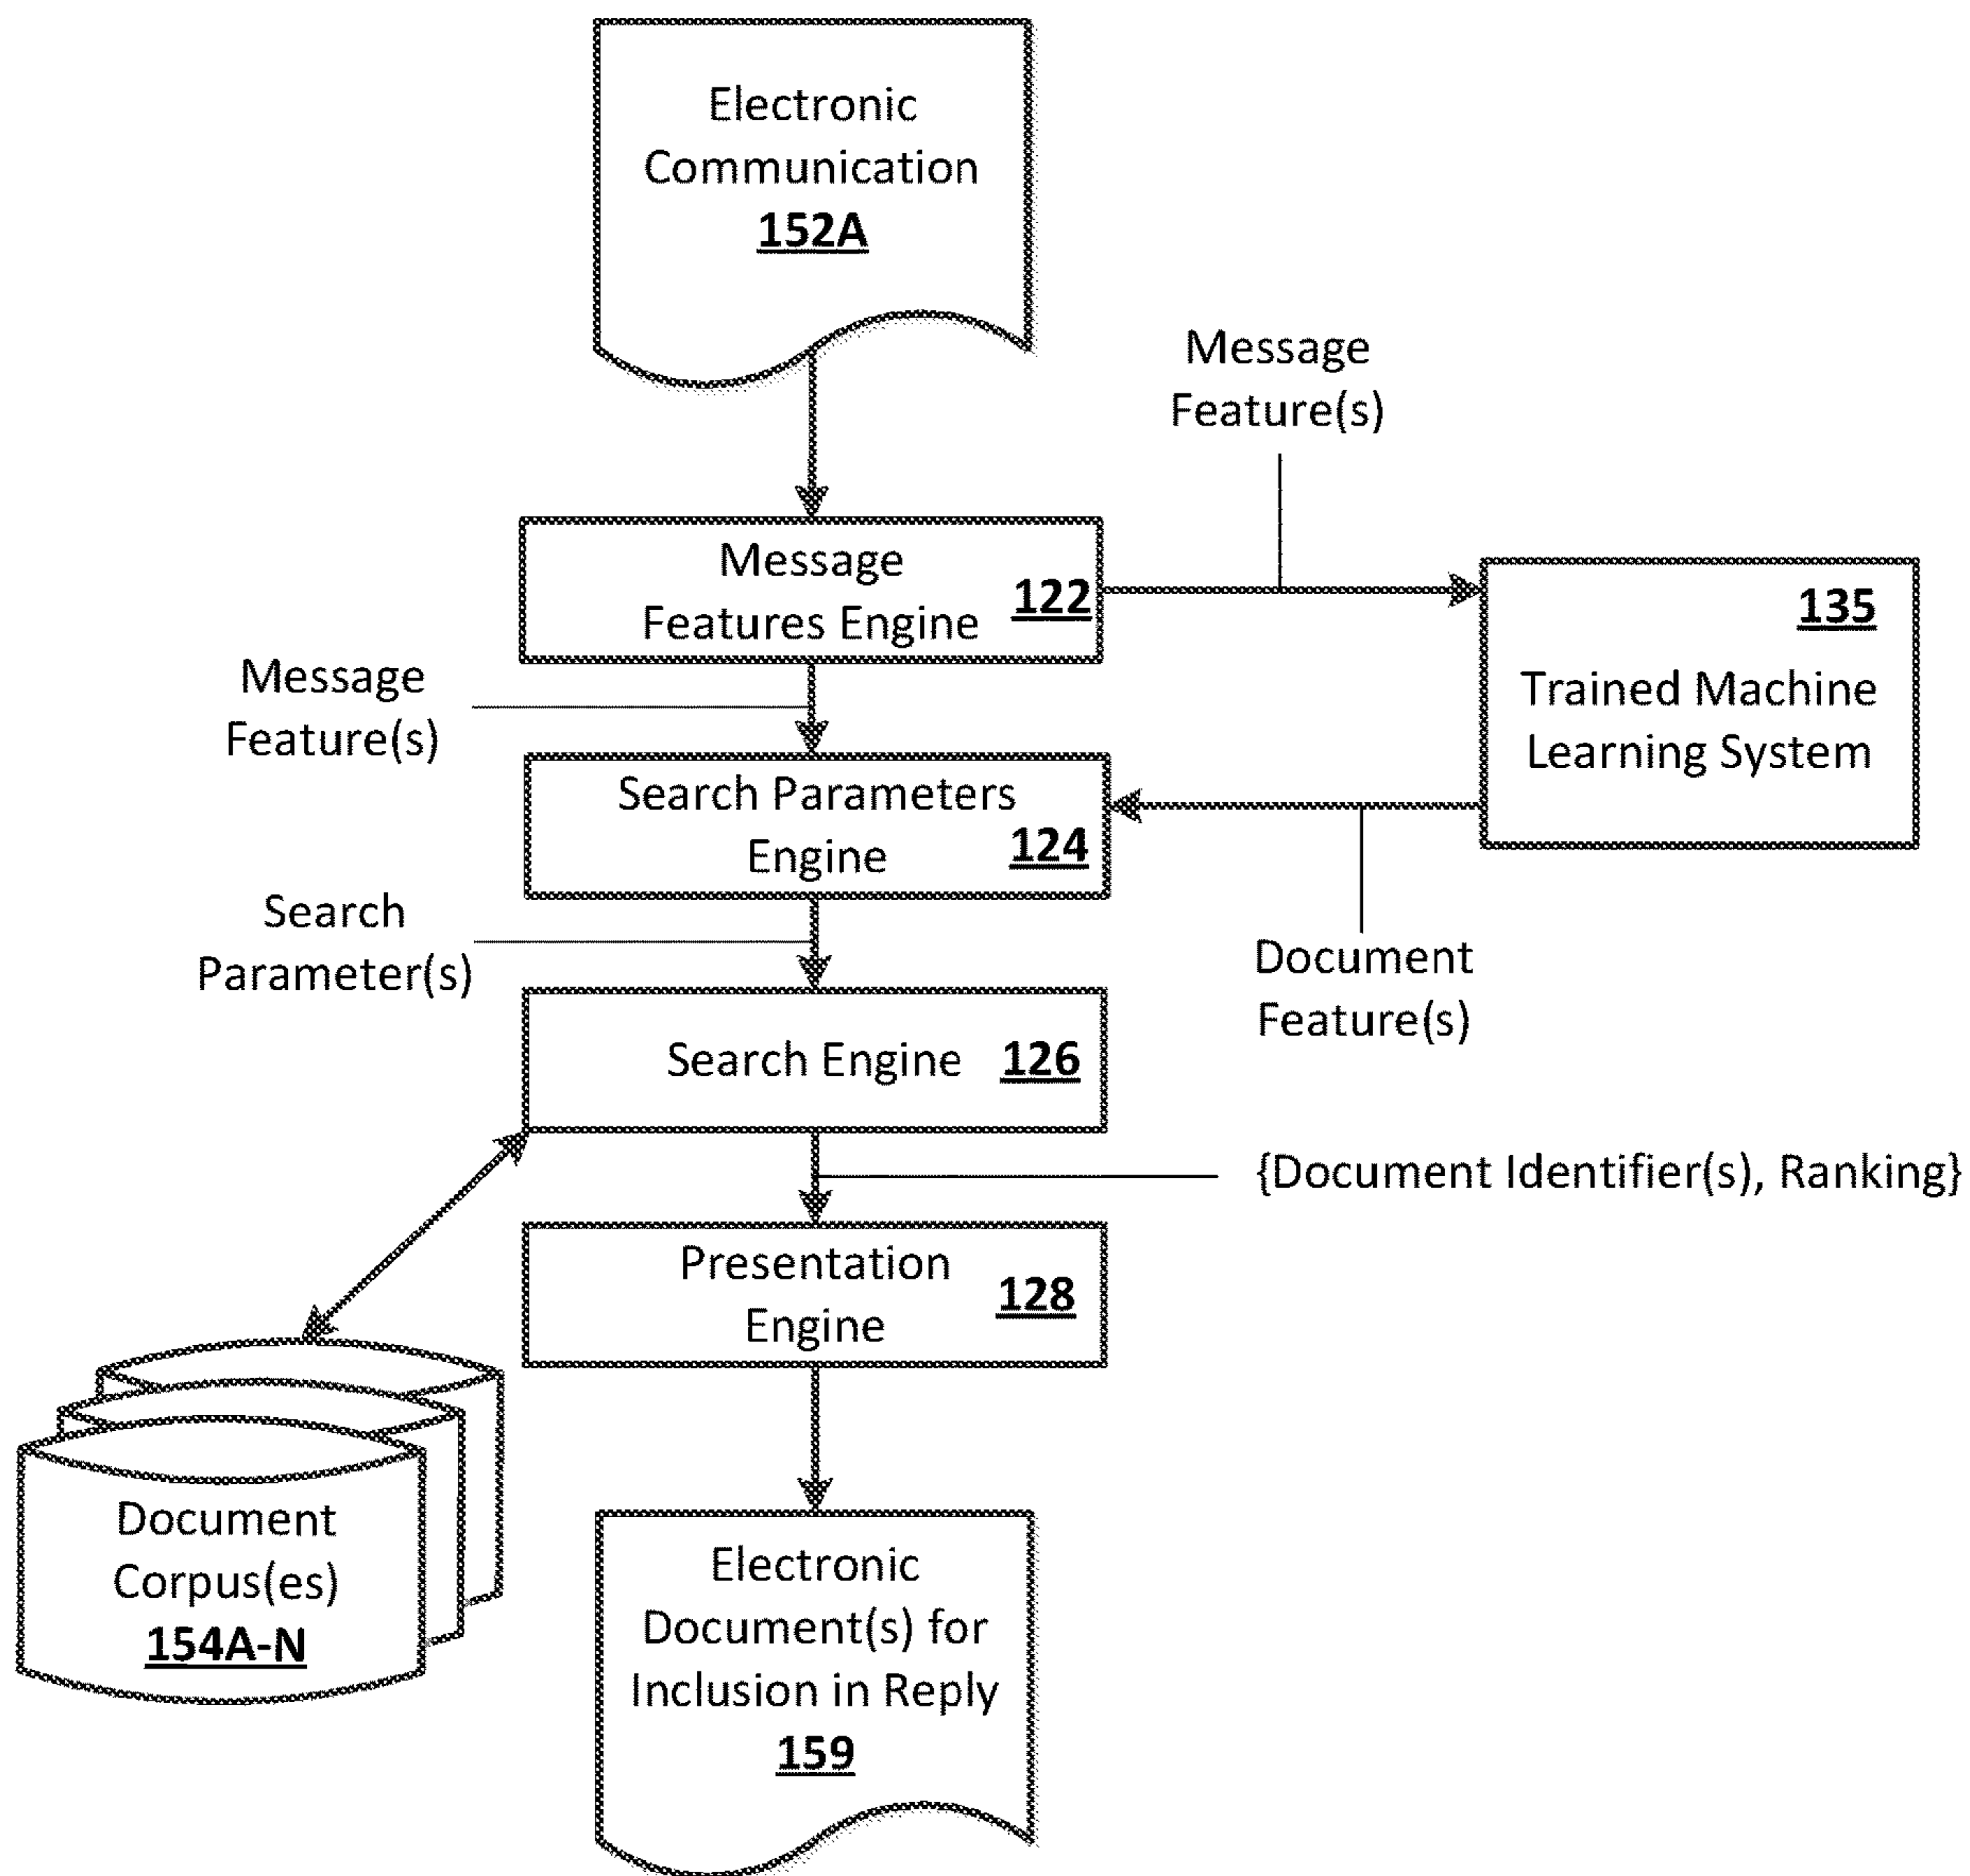 Electronic
Communication
152A
Message
Feature(s)
Message
Features Engine
122
135
Trained Machine
Learning System
Message
Feature(s)
Search Parameters
Engine
124
Search
Parameter(s)
Document
Feature(s)
Search Engine 126
{Document Identifier(s), Ranking}
Presentation
Engine
128
Document
Corpus(es)
154A-N
Electronic
Document(s) for
Inclusion in Reply
159